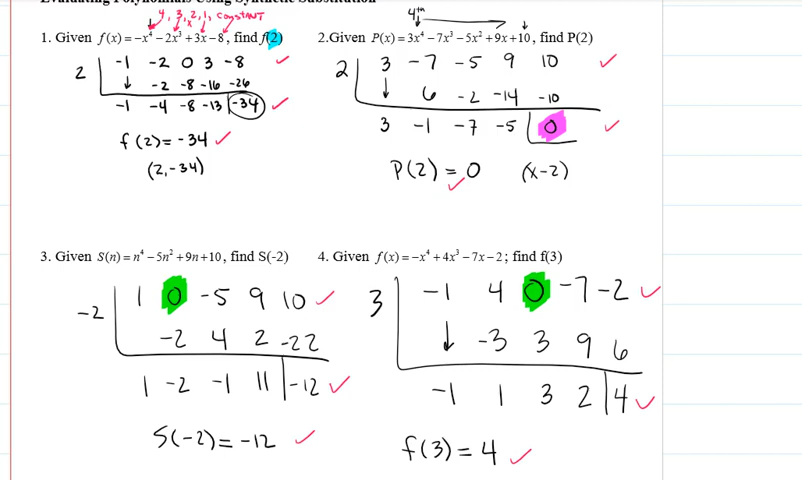 Evaluating Polynomials Using Synthetic Substitution
4, 3, 2, 1, constant
x
1. Given f(x) = -x⁴ - 2x³ + 3x - 8, find f(2)
2 | -1 -2 0 3 -8
↓ -2 -8 -16 -26
-1 -4 -8 -13 | -34
f(2) = -34
(2, -34)
4th
2.Given P(x) = 3x⁴ - 7x³ - 5x² + 9x + 10, find P(2)
2 | 3 -7 -5 9 10
↓ 6 -2 -14 -10
3 -1 -7 -5 | 0
P(2) = 0 (x-2)
3. Given S(n) = n⁴ - 5n² + 9n + 10, find S(-2)
-2 | 1 0 -5 9 10
-2 4 2 -22
1 -2 -1 11 | -12
S(-2) = -12
4. Given f(x) = -x⁴ + 4x³ - 7x - 2; find f(3)
3 | -1 4 0 -7 -2
↓ -3 3 9 6
-1 1 3 2 | 4
f(3) = 4